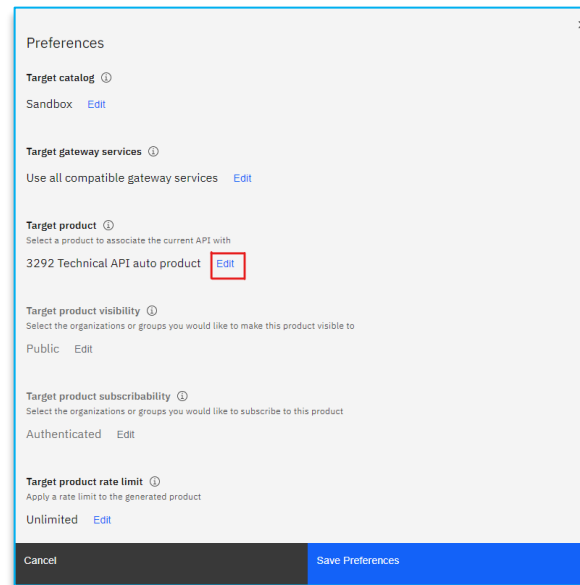 Preferences
Target catalog
Sandbox Edit
Target gateway services
Use all compatible gateway services Edit
Target product
Select a product to associate the current API with
3292 Technical API auto product Edit
Target product visibility
Select the organizations or groups you would like to make this product visible to
Public Edit
Target product subscribability
Select the organizations or groups you would like to subscribe to this product
Authenticated Edit
Target product rate limit
Apply a rate limit to the generated product
Unlimited Edit
Cancel Save Preferences